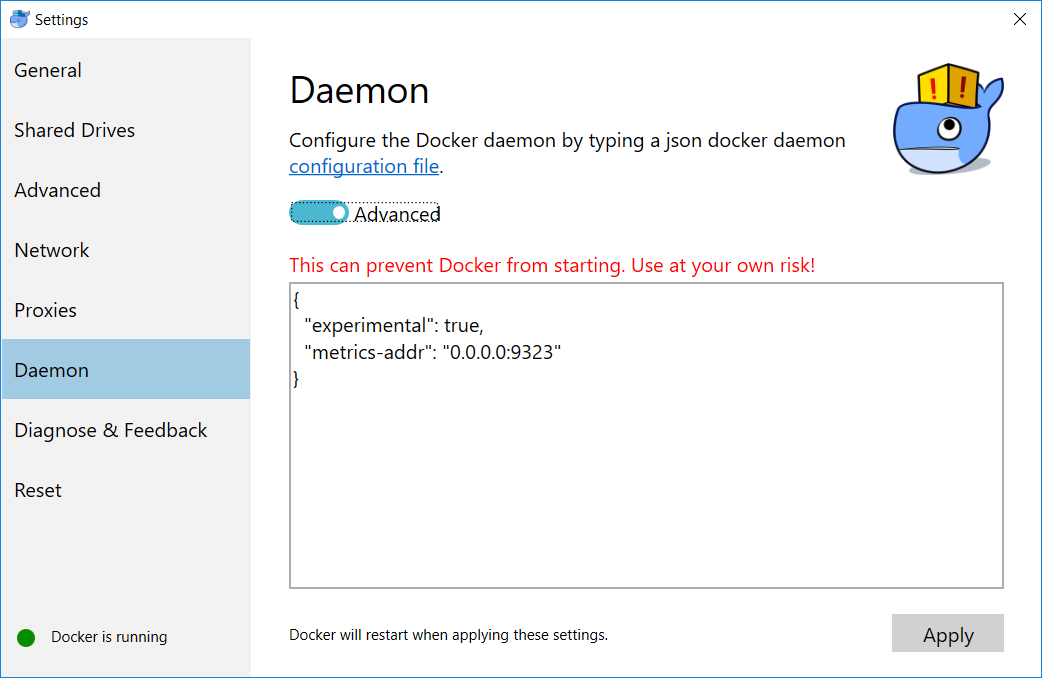 Settings
General
Shared Drives
Advanced
Network
Proxies
Daemon
Diagnose & Feedback
Reset
Docker is running
Daemon
Configure the Docker daemon by typing a json docker daemon
configuration file.
Advanced
This can prevent Docker from starting. Use at your own risk!
{
"experimental": true,
"metrics-addr": "0.0.0.0:9323"
}
Docker will restart when applying these settings.
Apply
! !